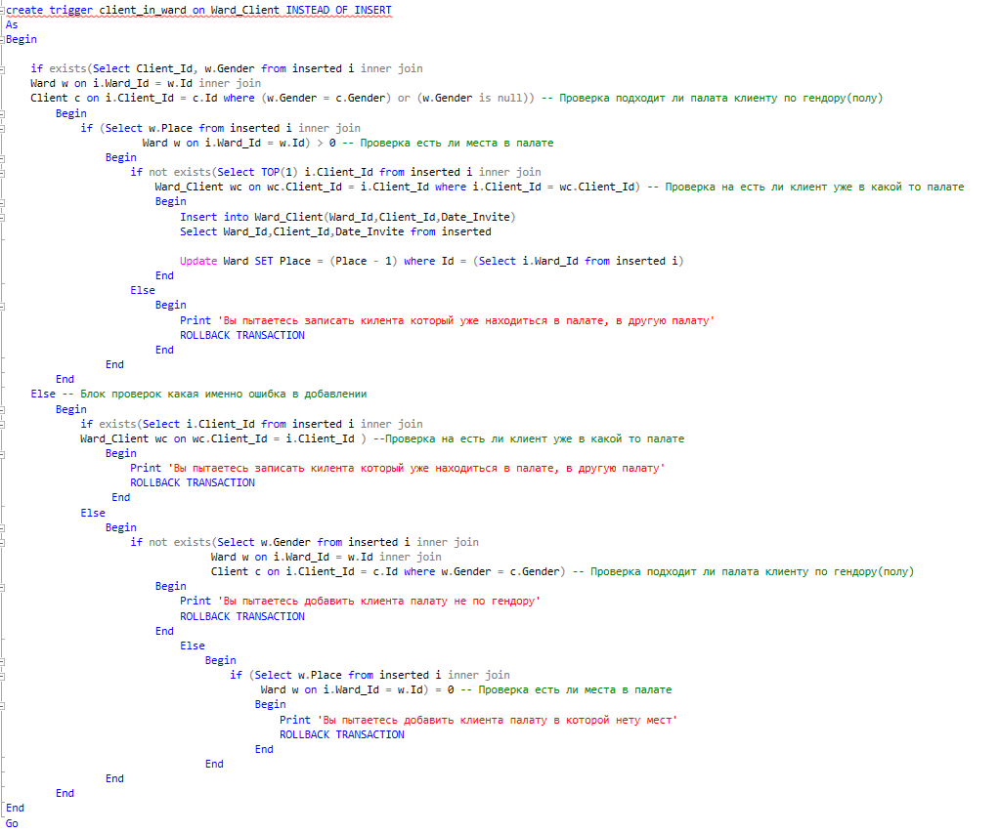 create trigger client_in_ward on Ward_Client INSTEAD OF INSERT
As
Begin
if exists(Select Client_Id, w.Gender from inserted i inner join
Ward w on i.Ward_Id = w.Id inner join
Client c on i.Client_Id = c.Id where (w.Gender = c.Gender) or (w.Gender is null)) -- Проверка подходит ли палата клиенту по гендору(полу)
Begin
if (Select w.Place from inserted i inner join
Ward w on i.Ward_Id = w.Id) > 0 -- Проверка есть ли места в палате
Begin
if not exists(Select TOP(1) i.Client_Id from inserted i inner join
Ward_Client wc on wc.Client_Id = i.Client_Id where i.Client_Id = wc.Client_Id) -- Проверка на есть ли клиент уже в какой то палате
Begin
Insert into Ward_Client(Ward_Id,Client_Id,Date_Invite)
Select Ward_Id,Client_Id,Date_Invite from inserted
Update Ward SET Place = (Place - 1) where Id = (Select i.Ward_Id from inserted i)
End
Else
Begin
Print 'Вы пытаетесь записать килента который уже находиться в палате, в другую палату'
ROLLBACK TRANSACTION
End
End
End
Else -- Блок проверок какая именно ошибка в добавлении
Begin
if exists(Select i.Client_Id from inserted i inner join
Ward_Client wc on wc.Client_Id = i.Client_Id ) --Проверка на есть ли клиент уже в какой то палате
Begin
Print 'Вы пытаетесь записать килента который уже находиться в палате, в другую палату'
ROLLBACK TRANSACTION
End
Else
Begin
if not exists(Select w.Gender from inserted i inner join
Ward w on i.Ward_Id = w.Id inner join
Client c on i.Client_Id = c.Id where w.Gender = c.Gender) -- Проверка подходит ли палата клиенту по гендору(полу)
Begin
Print 'Вы пытаетесь добавить клиента палату не по гендору'
ROLLBACK TRANSACTION
End
Else
Begin
if (Select w.Place from inserted i inner join
Ward w on i.Ward_Id = w.Id) = 0 -- Проверка есть ли места в палате
Begin
Print 'Вы пытаетесь добавить клиента палату в которой нету мест'
ROLLBACK TRANSACTION
End
End
End
End
End
Go